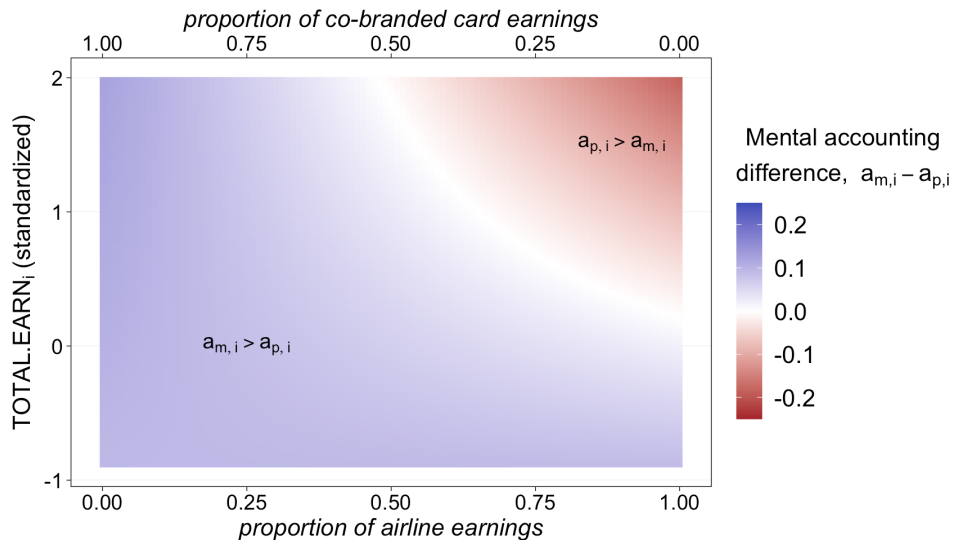 proportion of co-branded card earnings
1.00 0.75 0.50 0.25 0.00
TOTAL.EARNi (standardized)
2
1
0
-1
ap, i > am, i
am, i > ap, i
0.00 0.25 0.50 0.75 1.00
proportion of airline earnings
Mental accounting
difference, am,i − ap,i
0.2
0.1
0.0
-0.1
-0.2